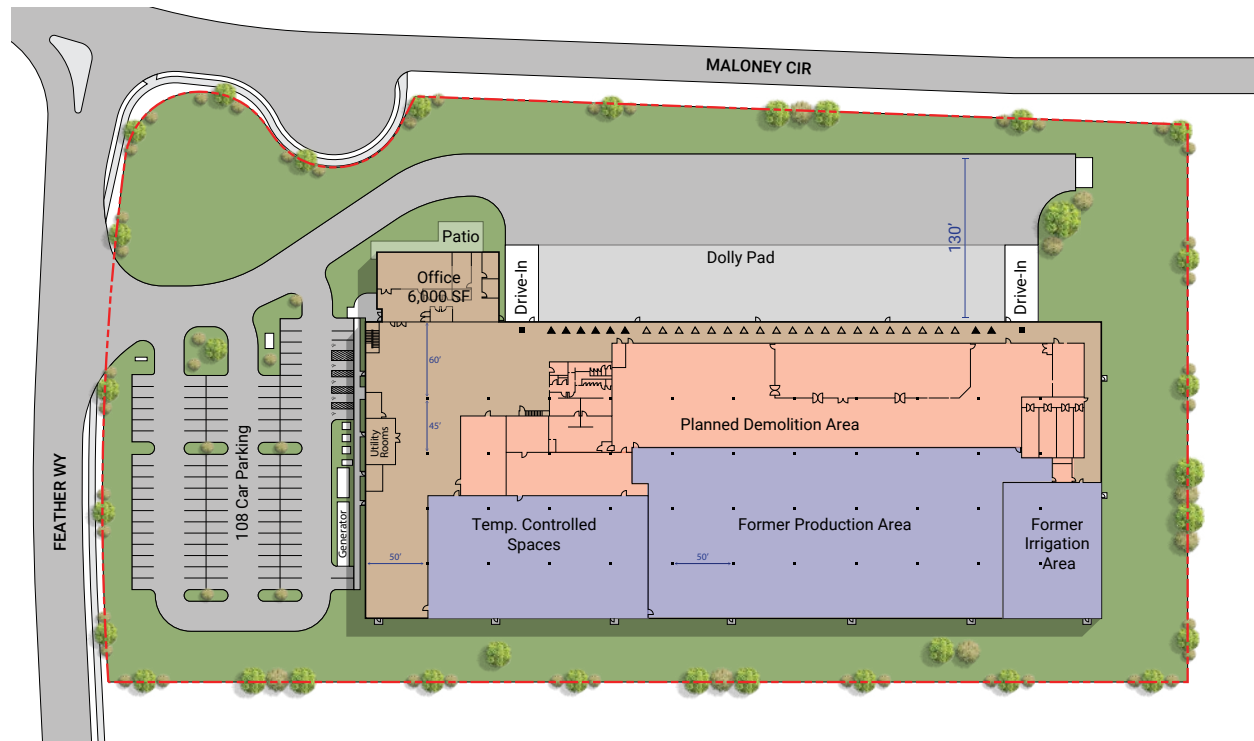 MALONEY CIR
FEATHER WY
Patio
Office
6,000 SF
Drive-In
Dolly Pad
130’
Drive-In
60’
45’
Utility
Rooms
Planned Demolition Area
108 Car Parking
Generator
Temp. Controlled
Spaces
Former Production Area
Former
Irrigation
Area
50’
50’